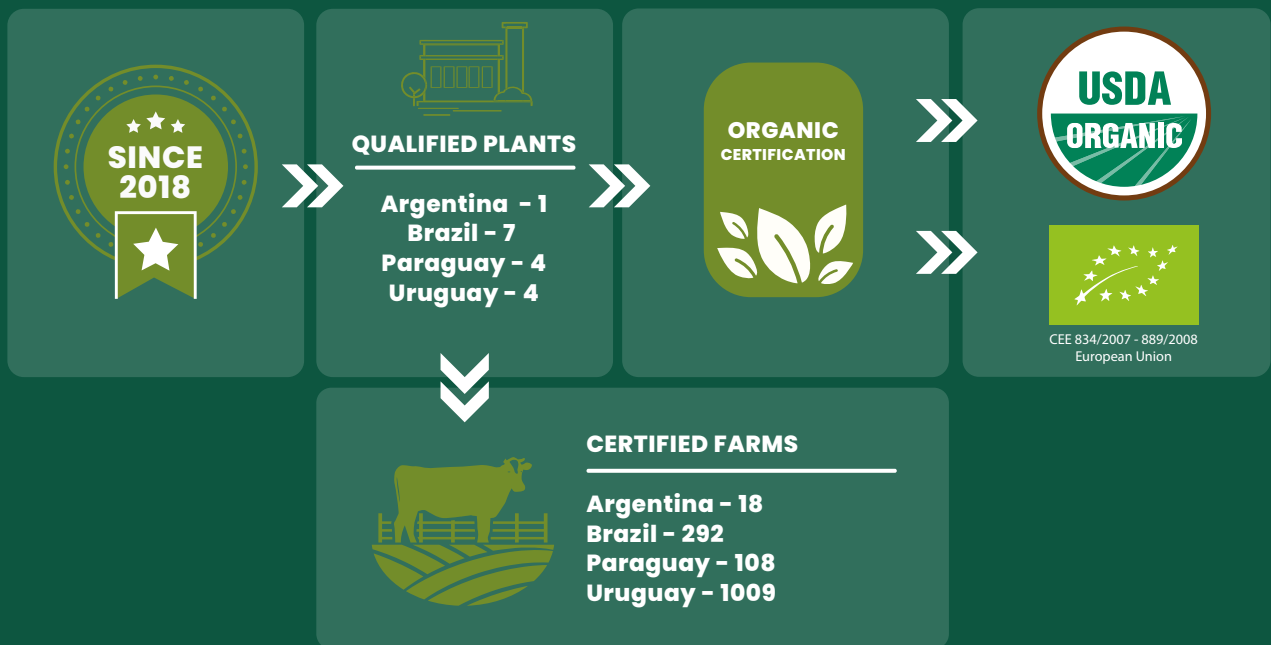 SINCE
2018
QUALIFIED PLANTS
Argentina - 1
Brazil - 7
Paraguay - 4
Uruguay - 4
ORGANIC
CERTIFICATION
USDA
ORGANIC
CEE 834/2007 - 889/2008
European Union
CERTIFIED FARMS
Argentina - 18
Brazil - 292
Paraguay - 108
Uruguay - 1009